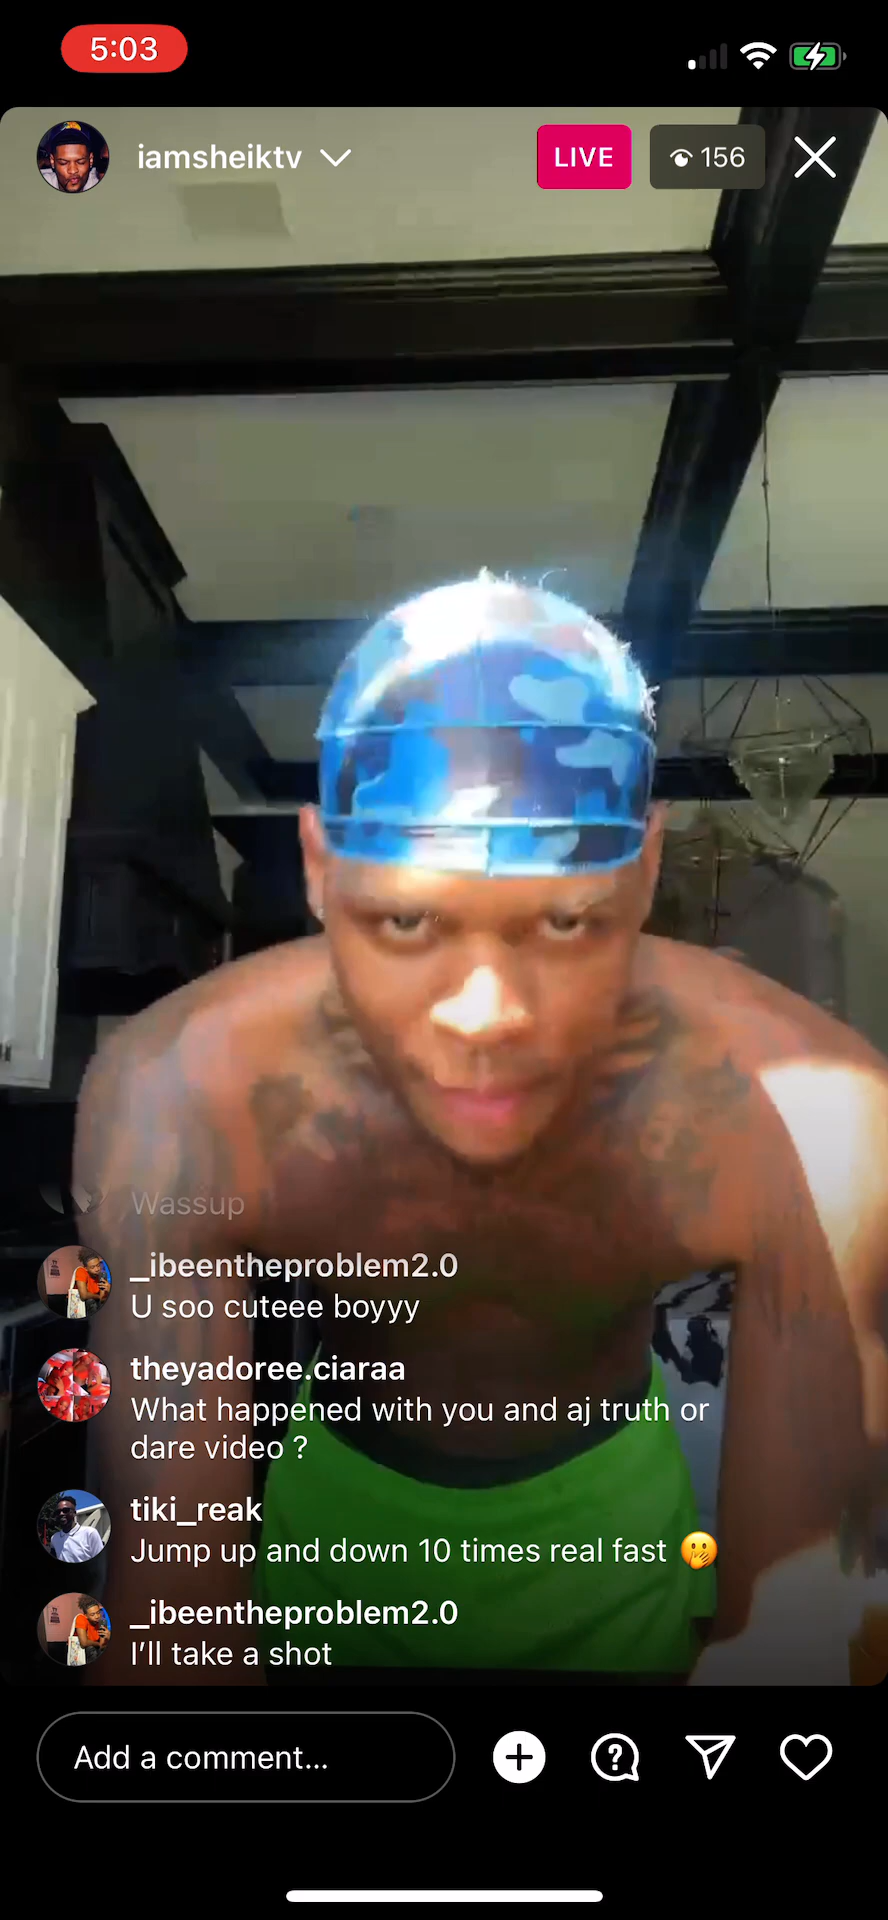 5:03
iamsheiktv
LIVE
156
Wassup
_ibeentheproblem2.0
U soo cuteee boyyy
theyadoree.ciaraa
What happened with you and aj truth or
dare video ?
tiki_reak
Jump up and down 10 times real fast 🤭
_ibeentheproblem2.0
I'll take a shot
Add a comment...